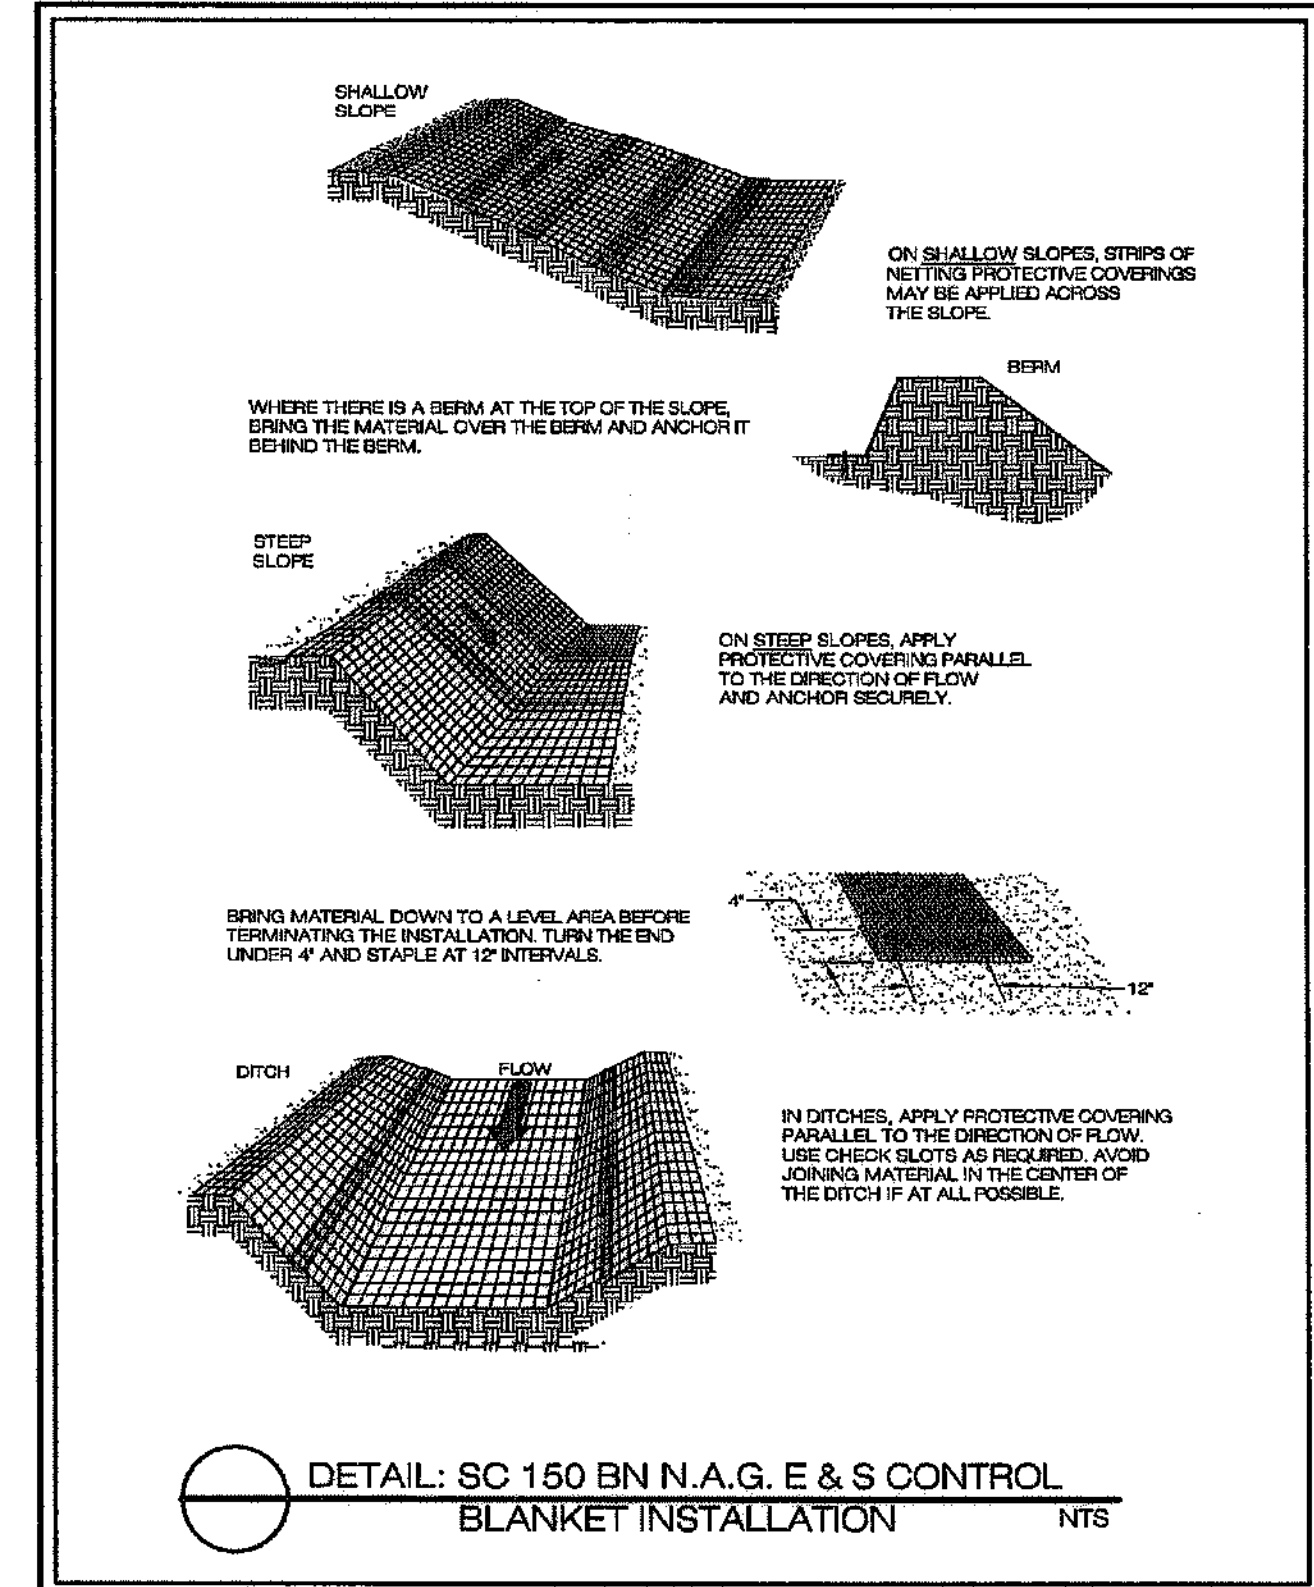 SHALLOW
SLOPE
ON SHALLOW SLOPES, STRIPS OF
NETTING PROTECTIVE COVERINGS
MAY BE APPLIED ACROSS
THE SLOPE.
BERM
WHERE THERE IS A BERM AT THE TOP OF THE SLOPE,
BRING THE MATERIAL OVER THE BERM AND ANCHOR IT
BEHIND THE BERM.
STEEP
SLOPE
ON STEEP SLOPES, APPLY
PROTECTIVE COVERING PARALLEL
TO THE DIRECTION OF FLOW
AND ANCHOR SECURELY.
4"
BRING MATERIAL DOWN TO A LEVEL AREA BEFORE
TERMINATING THE INSTALLATION. TURN THE END
UNDER 4" AND STAPLE AT 12" INTERVALS.
12"
DITCH
FLOW
IN DITCHES, APPLY PROTECTIVE COVERING
PARALLEL TO THE DIRECTION OF FLOW.
USE CHECK SLOTS AS REQUIRED. AVOID
JOINING MATERIAL IN THE CENTER OF
THE DITCH IF AT ALL POSSIBLE.
DETAIL: SC 150 BN N.A.G. E & S CONTROL
BLANKET INSTALLATION
NTS